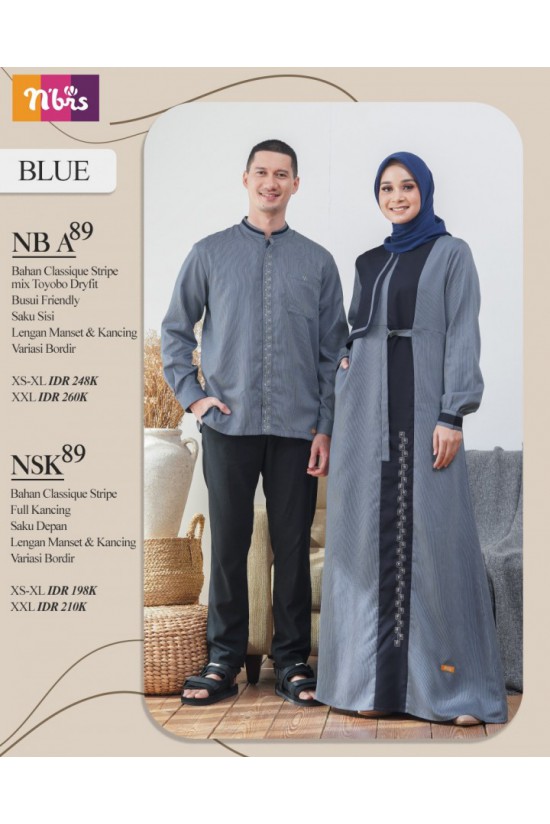 N'brs
BLUE
NB A89
Bahan Classique Stripe
mix Toyobo Dryfit
Busui Friendly
Saku Sisi
Lengan Manset & Kancing
Variasi Bordir
XS-XL IDR 248K
XXL IDR 260K
NSK89
Bahan Classique Stripe
Full Kancing
Saku Depan
Lengan Manset & Kancing
Variasi Bordir
XS-XL IDR 198K
XXL IDR 210K